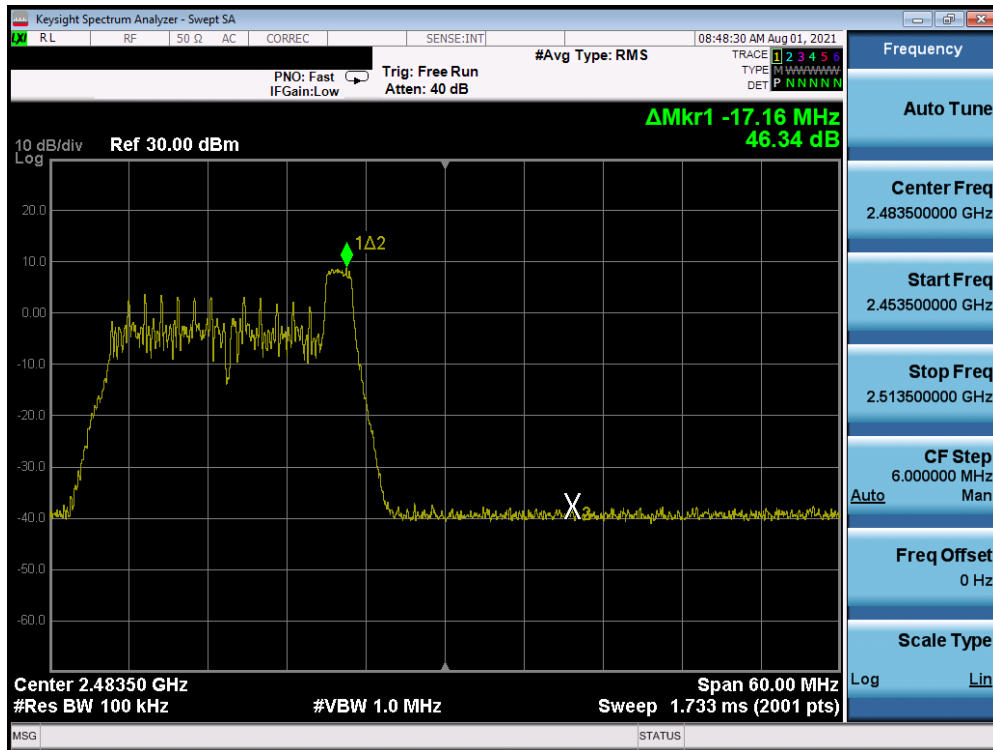 Keysight Spectrum Analyzer - Swept SA
LXI RL RF 50 Ω AC CORREC SENSE:INT 08:48:30 AM Aug 01, 2021
#Avg Type: RMS
TRACE 1 2 3 4 5 6
PNO: Fast Trig: Free Run
TYPE M W W W W W
IFGain:Low Atten: 40 dB
DET P N N N N N
ΔMkr1 -17.16 MHz
46.34 dB
10 dB/div Ref 30.00 dBm
Log
20.0
1Δ2
10.0
0.00
-10.0
-20.0
-30.0
X
-40.0
-50.0
-60.0
Center 2.48350 GHz Span 60.00 MHz
#Res BW 100 kHz #VBW 1.0 MHz Sweep 1.733 ms (2001 pts)
MSG STATUS
Frequency
Auto Tune
Center Freq
2.483500000 GHz
Start Freq
2.453500000 GHz
Stop Freq
2.513500000 GHz
CF Step
6.000000 MHz
Auto Man
Freq Offset
0 Hz
Scale Type
Log Lin